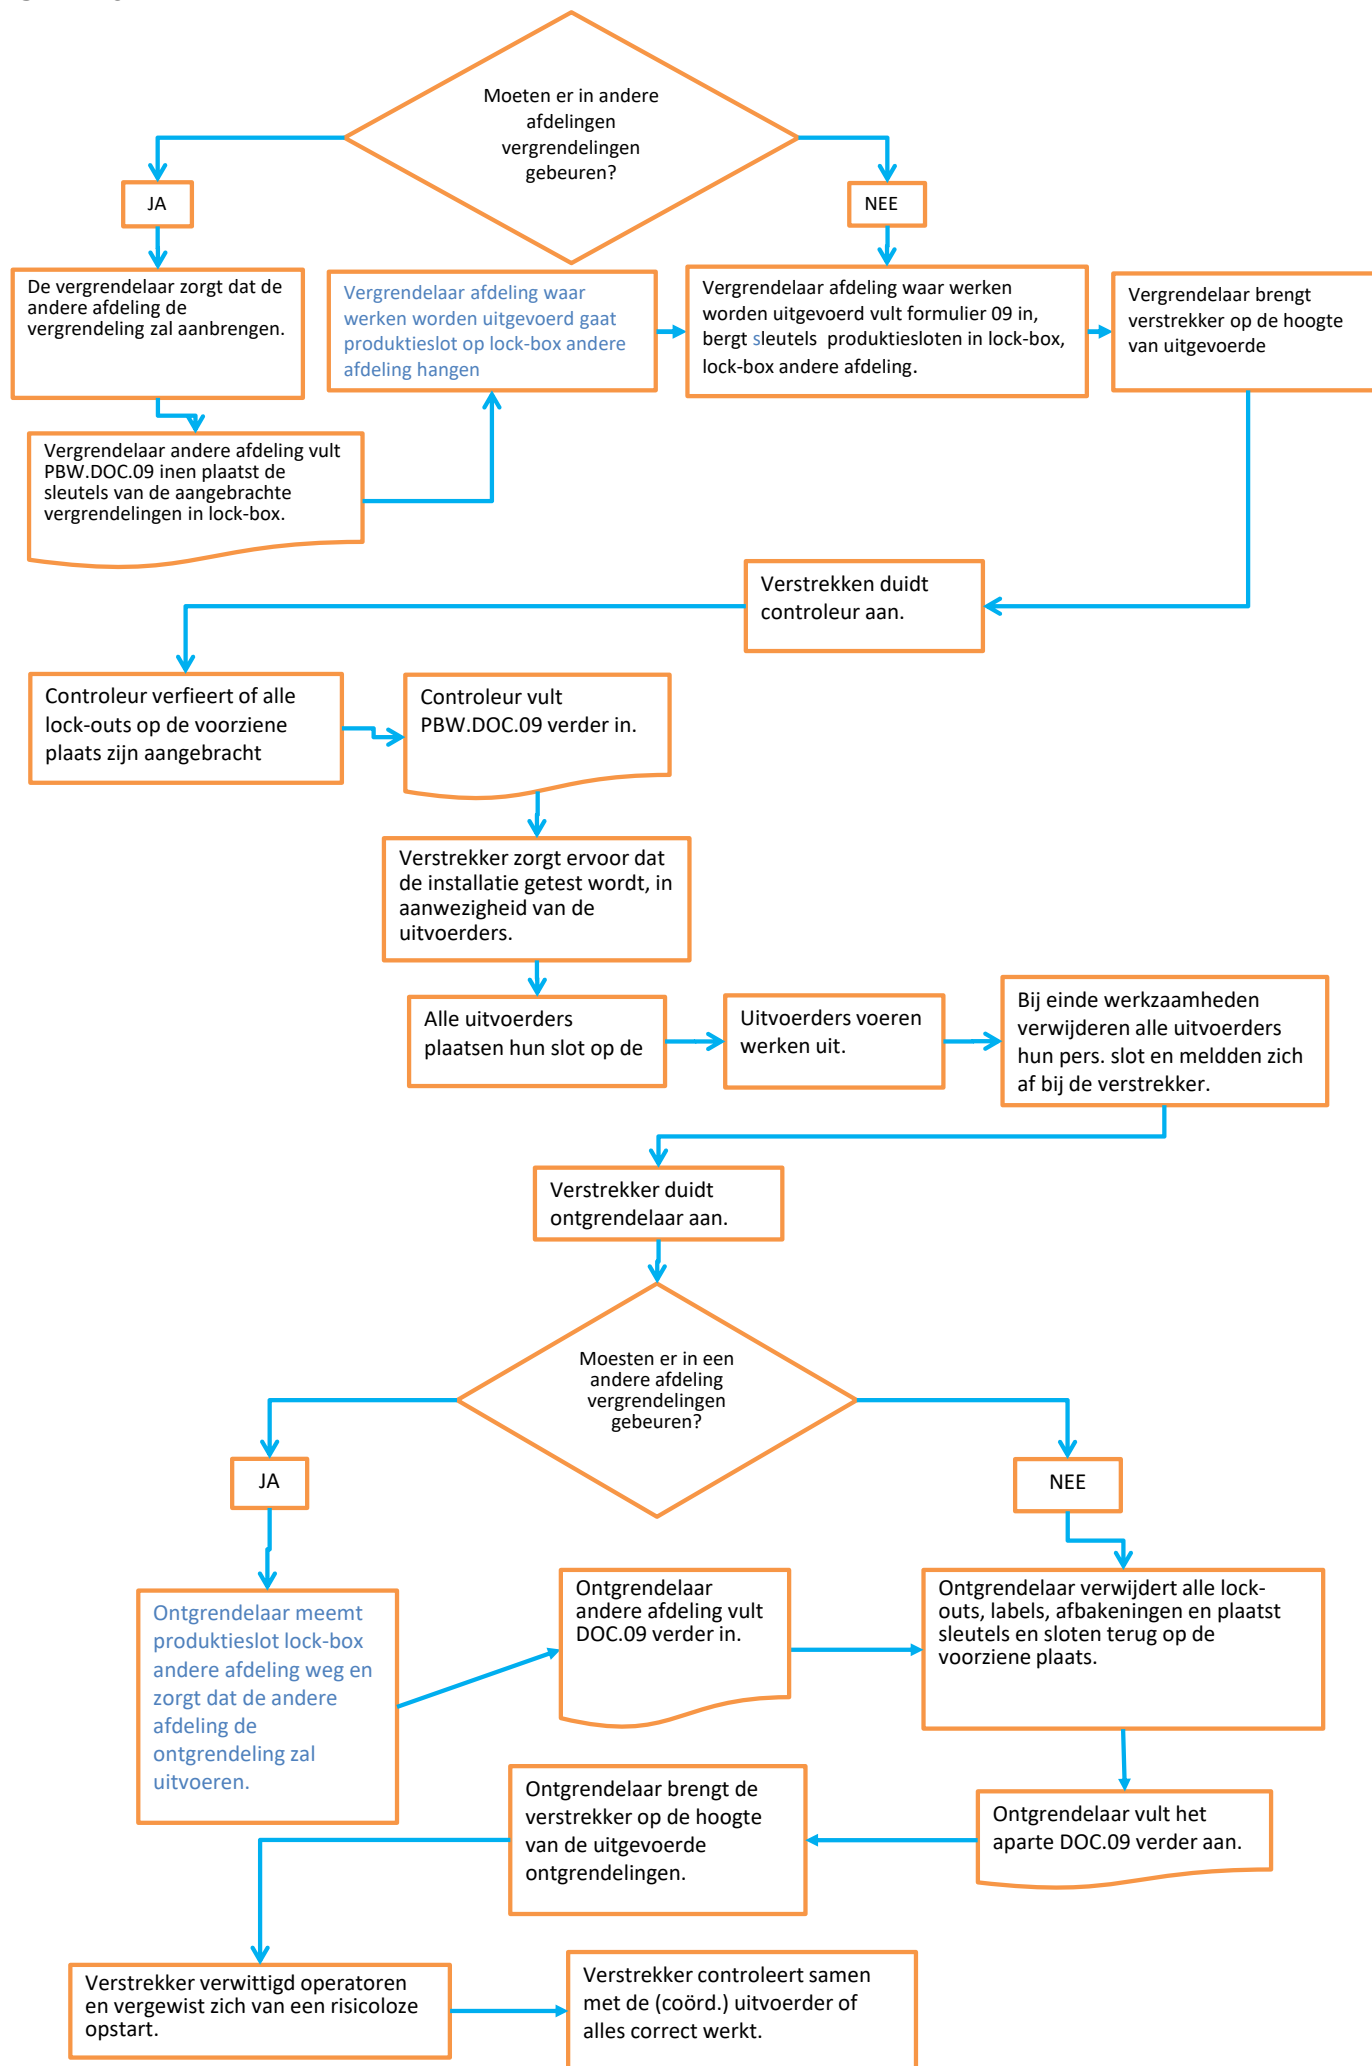 Moeten er in andere
afdelingen
vergrendelingen
gebeuren?
JA
NEE
De vergrendelaar zorgt dat de
andere afdeling de
vergrendeling zal aanbrengen.
Vergrendelaar afdeling waar
werken worden uitgevoerd gaat
produktieslot op lock-box andere
afdeling hangen
Vergrendelaar afdeling waar werken
worden uitgevoerd vult formulier 09 in,
bergt sleutels  produktiesloten in lock-box,
lock-box andere afdeling.
Vergrendelaar brengt
verstrekker op de hoogte
van uitgevoerde
Vergrendelaar andere afdeling vult
PBW.DOC.09 inen plaatst de
sleutels van de aangebrachte
vergrendelingen in lock-box.
Verstrekken duidt
controleur aan.
Controleur verfieert of alle
lock-outs op de voorziene
plaats zijn aangebracht
Controleur vult
PBW.DOC.09 verder in.
Verstrekker zorgt ervoor dat
de installatie getest wordt, in
aanwezigheid van de
uitvoerders.
Alle uitvoerders
plaatsen hun slot op de
Uitvoerders voeren
werken uit.
Bij einde werkzaamheden
verwijderen alle uitvoerders
hun pers. slot en meldden zich
af bij de verstrekker.
Verstrekker duidt
ontgrendelaar aan.
Moesten er in een
andere afdeling
vergrendelingen
gebeuren?
JA
NEE
Ontgrendelaar meemt
produktieslot lock-box
andere afdeling weg en
zorgt dat de andere
afdeling de
ontgrendeling zal
uitvoeren.
Ontgrendelaar
andere afdeling vult
DOC.09 verder in.
Ontgrendelaar verwijdert alle lock-
outs, labels, afbakeningen en plaatst
sleutels en sloten terug op de
voorziene plaats.
Ontgrendelaar vult het
aparte DOC.09 verder aan.
Ontgrendelaar brengt de
verstrekker op de hoogte
van de uitgevoerde
ontgrendelingen.
Verstrekker verwittigd operatoren
en vergewist zich van een risicoloze
opstart.
Verstrekker controleert samen
met de (coörd.) uitvoerder of
alles correct werkt.